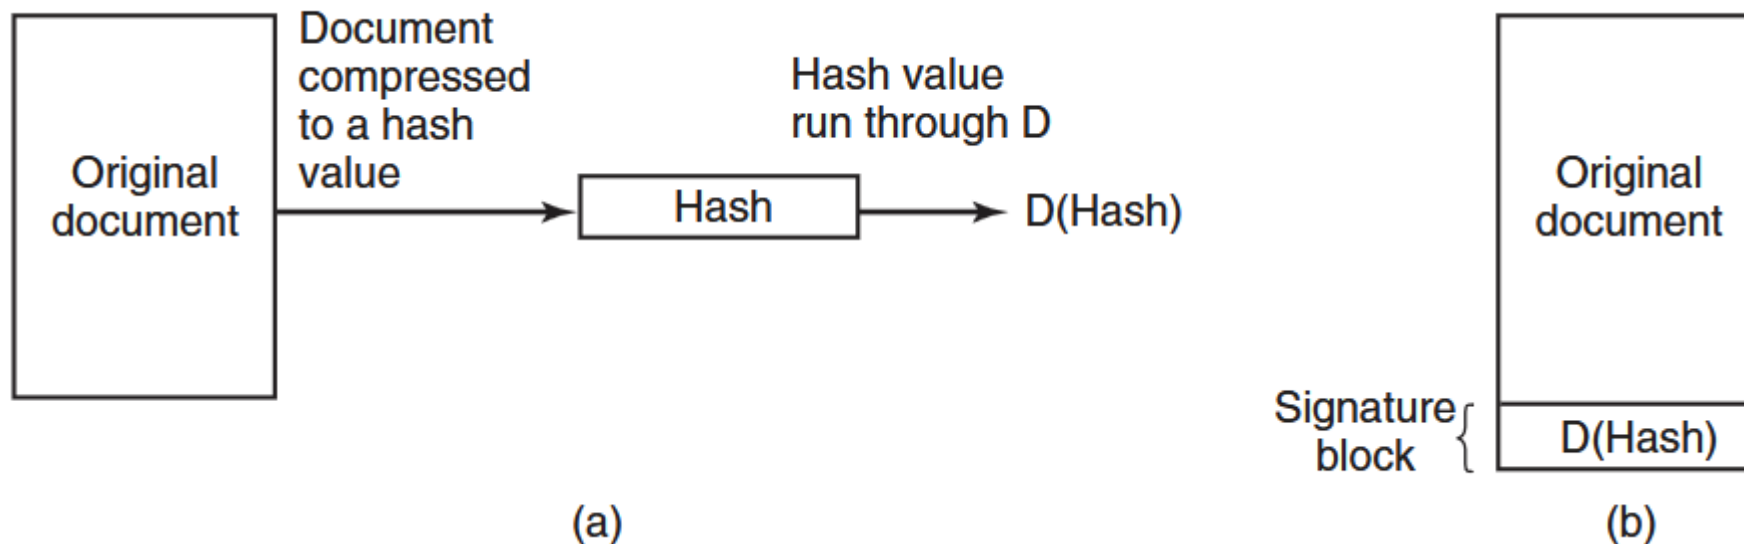 Original
document
Document
compressed
to a hash
value
Hash
Hash value
run through D
D(Hash)
(a)
Original
document
Signature
block
D(Hash)
(b)